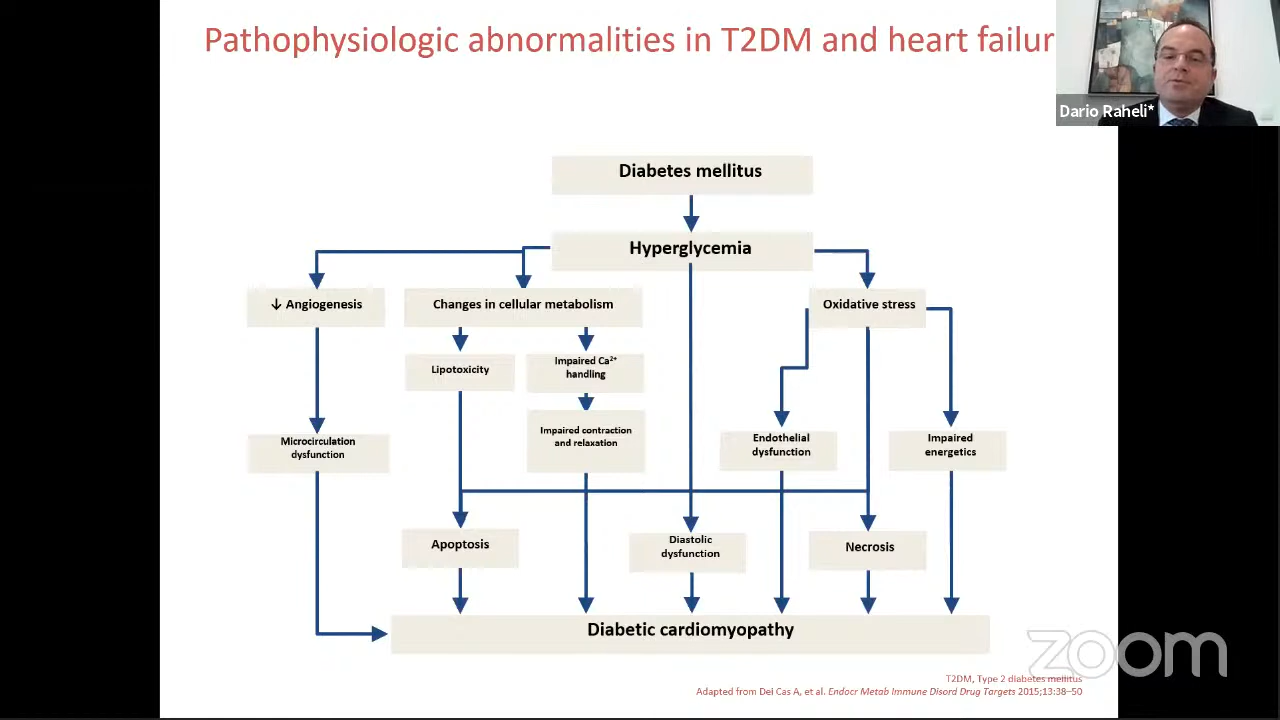 Pathophysiologic abnormalities in T2DM and heart failur
Dario Raheli*
Diabetes mellitus
Hyperglycemia
↓ Angiogenesis
Changes in cellular metabolism
Oxidative stress
Lipotoxicity
Impaired Ca²⁺
handling
Impaired contraction
and relaxation
Microcirculation
dysfunction
Endothelial
dysfunction
Impaired
energetics
Apoptosis
Diastolic
dysfunction
Necrosis
Diabetic cardiomyopathy
zoom
T2DM, Type 2 diabetes mellitus
Adapted from Del Cas A, et al. Endocr Metab Immune Disord Drug Targets 2015;13:38–50